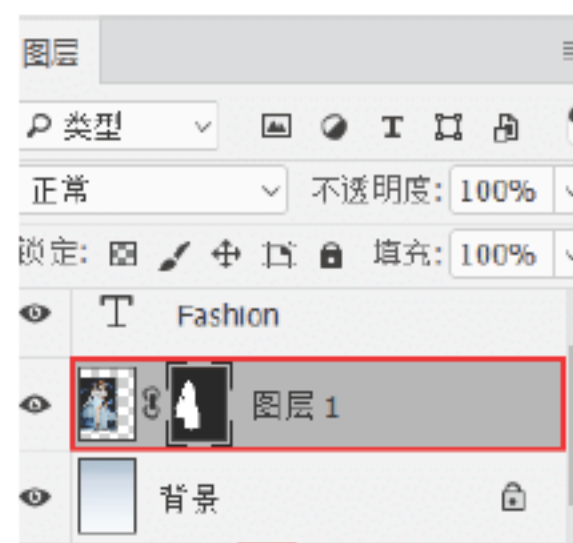 图层
类型 T
正常 不透明度: 100%
锁定: 填充: 100%
T Fashion
图层 1
背景